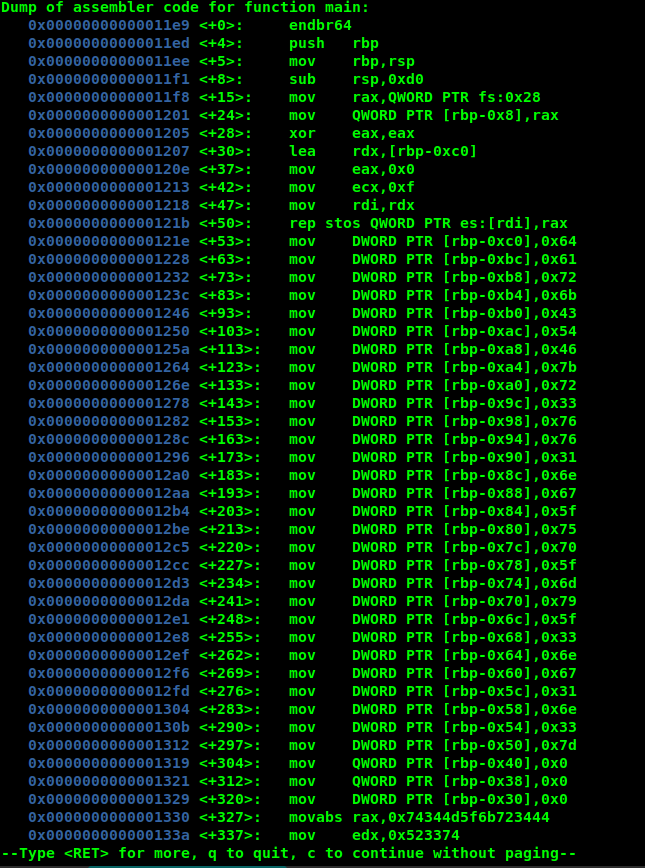 Dump of assembler code for function main:
0x00000000000011e9 <+0>: endbr64
0x00000000000011ed <+4>: push rbp
0x00000000000011ee <+5>: mov rbp,rsp
0x00000000000011f1 <+8>: sub rsp,0xd0
0x00000000000011f8 <+15>: mov rax,QWORD PTR fs:0x28
0x0000000000001201 <+24>: mov QWORD PTR [rbp-0x8],rax
0x0000000000001205 <+28>: xor eax,eax
0x0000000000001207 <+30>: lea rdx,[rbp-0xc0]
0x000000000000120e <+37>: mov eax,0x0
0x0000000000001213 <+42>: mov ecx,0xf
0x0000000000001218 <+47>: mov rdi,rdx
0x000000000000121b <+50>: rep stos QWORD PTR es:[rdi],rax
0x000000000000121e <+53>: mov DWORD PTR [rbp-0xc0],0x64
0x0000000000001228 <+63>: mov DWORD PTR [rbp-0xbc],0x61
0x0000000000001232 <+73>: mov DWORD PTR [rbp-0xb8],0x72
0x000000000000123c <+83>: mov DWORD PTR [rbp-0xb4],0x6b
0x0000000000001246 <+93>: mov DWORD PTR [rbp-0xb0],0x43
0x0000000000001250 <+103>: mov DWORD PTR [rbp-0xac],0x54
0x000000000000125a <+113>: mov DWORD PTR [rbp-0xa8],0x46
0x0000000000001264 <+123>: mov DWORD PTR [rbp-0xa4],0x7b
0x000000000000126e <+133>: mov DWORD PTR [rbp-0xa0],0x72
0x0000000000001278 <+143>: mov DWORD PTR [rbp-0x9c],0x33
0x0000000000001282 <+153>: mov DWORD PTR [rbp-0x98],0x76
0x000000000000128c <+163>: mov DWORD PTR [rbp-0x94],0x76
0x0000000000001296 <+173>: mov DWORD PTR [rbp-0x90],0x31
0x00000000000012a0 <+183>: mov DWORD PTR [rbp-0x8c],0x6e
0x00000000000012aa <+193>: mov DWORD PTR [rbp-0x88],0x67
0x00000000000012b4 <+203>: mov DWORD PTR [rbp-0x84],0x5f
0x00000000000012be <+213>: mov DWORD PTR [rbp-0x80],0x75
0x00000000000012c5 <+220>: mov DWORD PTR [rbp-0x7c],0x70
0x00000000000012cc <+227>: mov DWORD PTR [rbp-0x78],0x5f
0x00000000000012d3 <+234>: mov DWORD PTR [rbp-0x74],0x6d
0x00000000000012da <+241>: mov DWORD PTR [rbp-0x70],0x79
0x00000000000012e1 <+248>: mov DWORD PTR [rbp-0x6c],0x5f
0x00000000000012e8 <+255>: mov DWORD PTR [rbp-0x68],0x33
0x00000000000012ef <+262>: mov DWORD PTR [rbp-0x64],0x6e
0x00000000000012f6 <+269>: mov DWORD PTR [rbp-0x60],0x67
0x00000000000012fd <+276>: mov DWORD PTR [rbp-0x5c],0x31
0x0000000000001304 <+283>: mov DWORD PTR [rbp-0x58],0x6e
0x000000000000130b <+290>: mov DWORD PTR [rbp-0x54],0x33
0x0000000000001312 <+297>: mov DWORD PTR [rbp-0x50],0x7d
0x0000000000001319 <+304>: mov QWORD PTR [rbp-0x40],0x0
0x0000000000001321 <+312>: mov QWORD PTR [rbp-0x38],0x0
0x0000000000001329 <+320>: mov DWORD PTR [rbp-0x30],0x0
0x0000000000001330 <+327>: movabs rax,0x74344d5f6b723444
0x000000000000133a <+337>: mov edx,0x523374
--Type <RET> for more, q to quit, c to continue without paging--